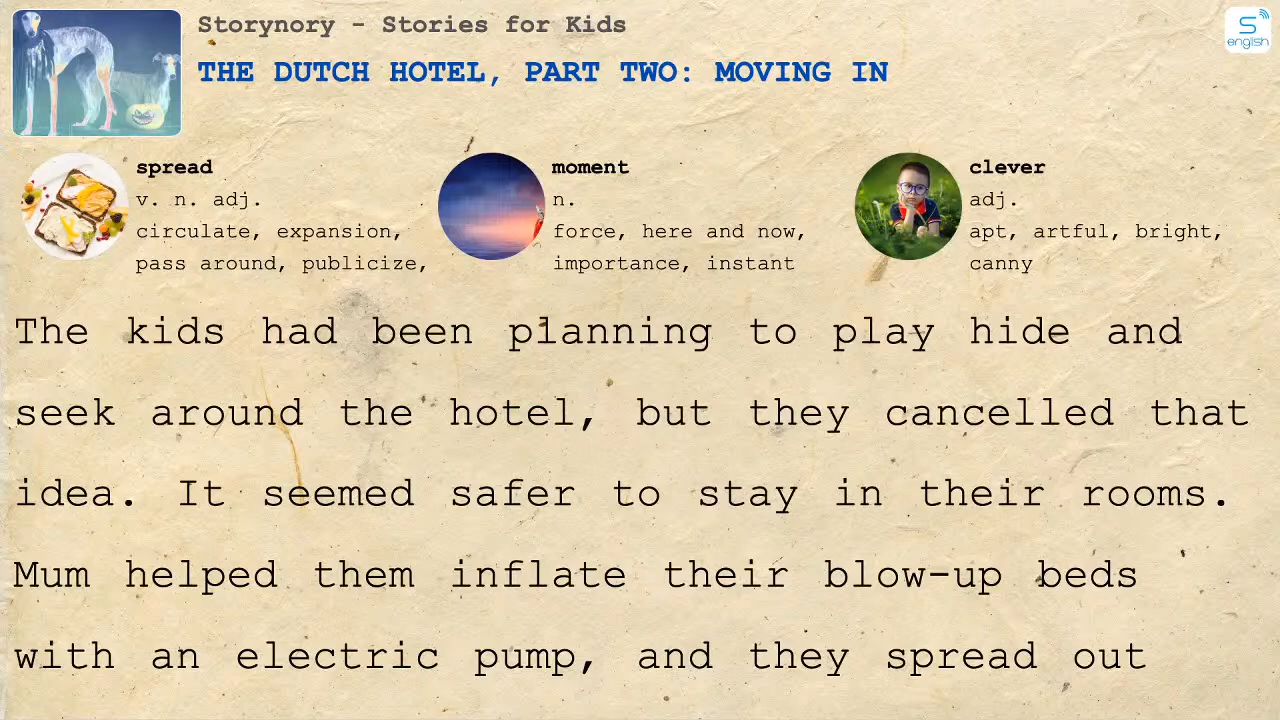 Storynory - Stories for Kids
THE DUTCH HOTEL, PART TWO: MOVING IN
S
english
spread
v. n. adj.
circulate, expansion,
pass around, publicize,
moment
n.
force, here and now,
importance, instant
clever
adj.
apt, artful, bright,
canny
The kids had been planning to play hide and
seek around the hotel, but they cancelled that
idea. It seemed safer to stay in their rooms.
Mum helped them inflate their blow-up beds
with an electric pump, and they spread out